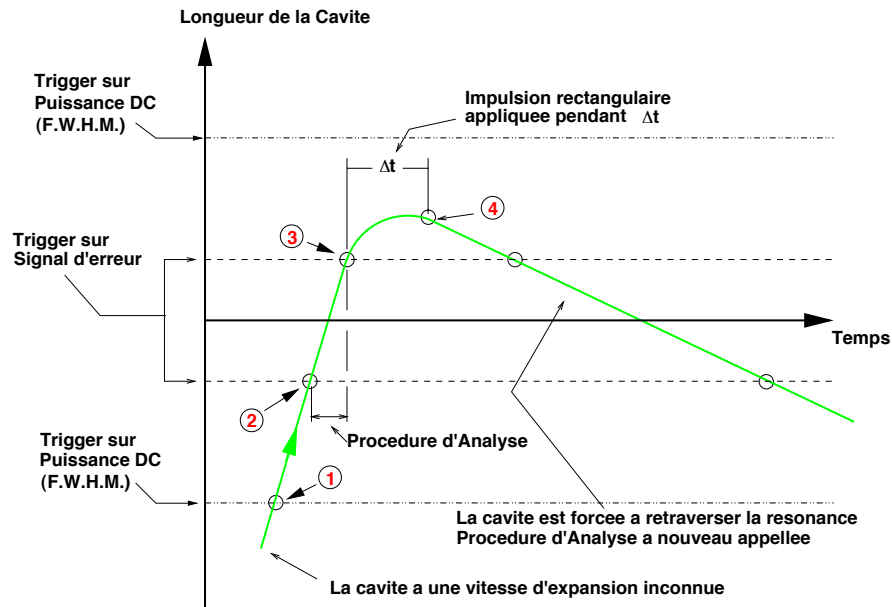 Longueur de la Cavite
Trigger sur
Puissance DC
(F.W.H.M.)
Impulsion rectangulaire
appliquee pendant Δt
Δt
4
3
Trigger sur
Signal d'erreur
Temps
2
Procedure d'Analyse
Trigger sur
Puissance DC
(F.W.H.M.)
1
La cavite est forcee a retraverser la resonance
Procedure d'Analyse a nouveau appellee
La cavite a une vitesse d'expansion inconnue